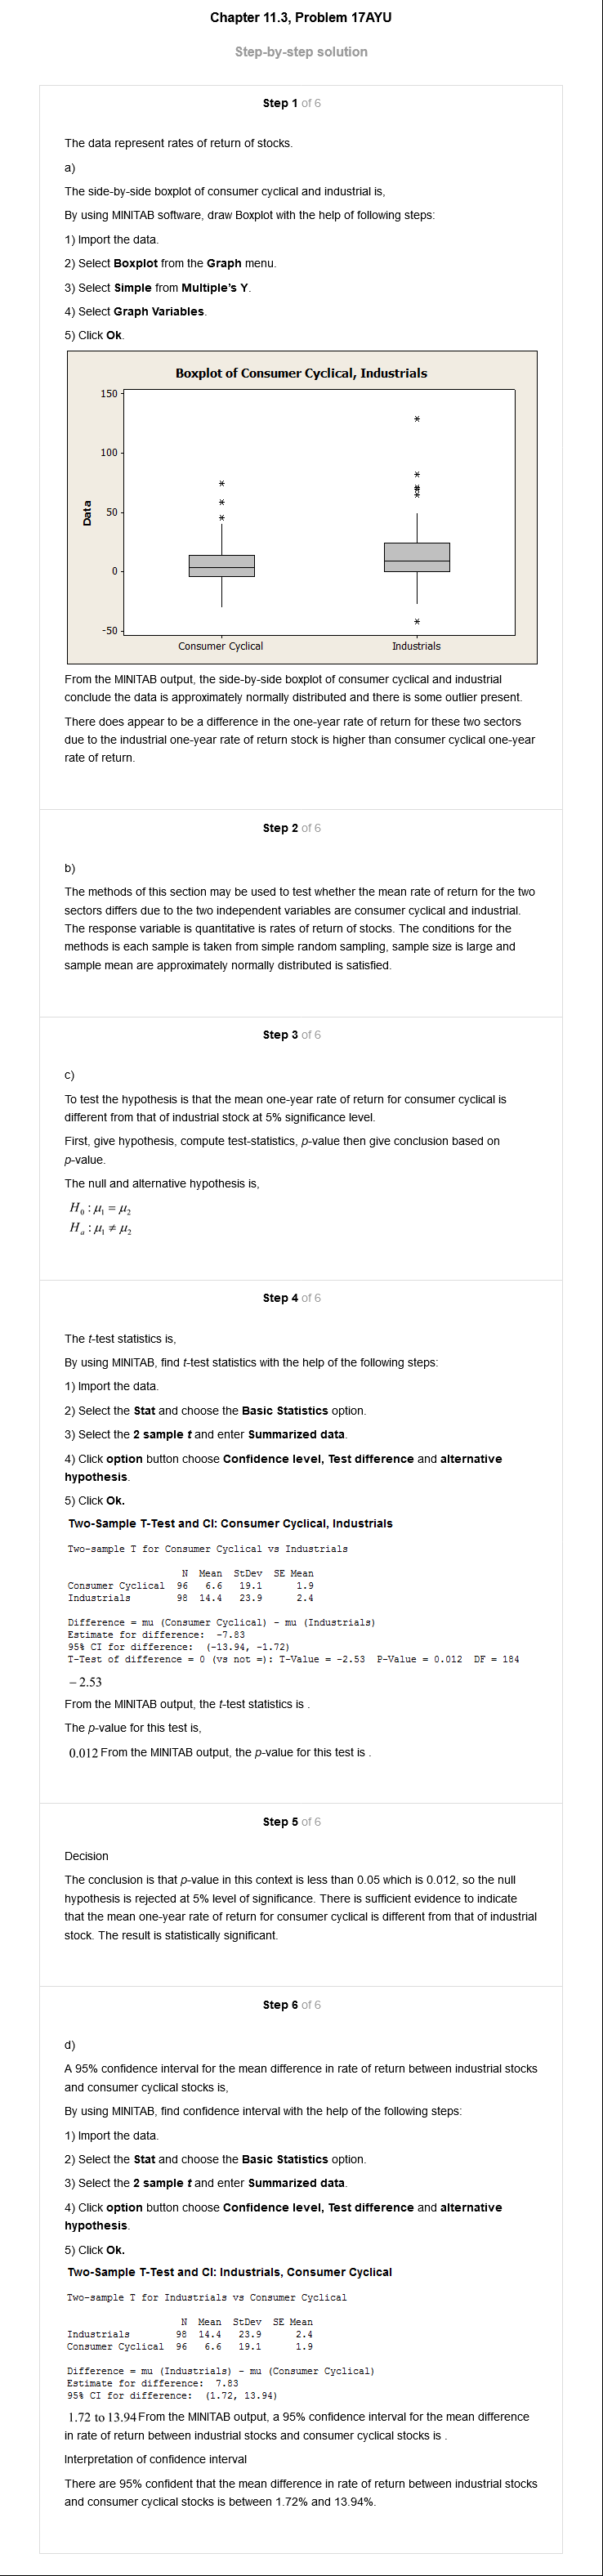 Chapter 11.3, Problem 17AYU
Step-by-step solution
Step 1 of 6
The data represent rates of return of stocks.
a)
The side-by-side boxplot of consumer cyclical and industrial is,
By using MINITAB software, draw Boxplot with the help of following steps:
1) Import the data.
2) Select Boxplot from the Graph menu.
3) Select Simple from Multiple's Y.
4) Select Graph Variables.
5) Click Ok.
Boxplot of Consumer Cyclical, Industrials
150
100
50
0
-50
Data
Consumer Cyclical
Industrials
From the MINITAB output, the side-by-side boxplot of consumer cyclical and industrial
conclude the data is approximately normally distributed and there is some outlier present.
There does appear to be a difference in the one-year rate of return for these two sectors
due to the industrial one-year rate of return stock is higher than consumer cyclical one-year
rate of return.
Step 2 of 6
b)
The methods of this section may be used to test whether the mean rate of return for the two
sectors differs due to the two independent variables are consumer cyclical and industrial.
The response variable is quantitative is rates of return of stocks. The conditions for the
methods is each sample is taken from simple random sampling, sample size is large and
sample mean are approximately normally distributed is satisfied.
Step 3 of 6
c)
To test the hypothesis is that the mean one-year rate of return for consumer cyclical is
different from that of industrial stock at 5% significance level.
First, give hypothesis, compute test-statistics, p-value then give conclusion based on
p-value.
The null and alternative hypothesis is,
H₀ : μ₁ = μ₂
Hₐ : μ₁ ≠ μ₂
Step 4 of 6
The t-test statistics is,
By using MINITAB, find t-test statistics with the help of the following steps:
1) Import the data.
2) Select the Stat and choose the Basic Statistics option.
3) Select the 2 sample t and enter Summarized data.
4) Click option button choose Confidence level, Test difference and alternative
hypothesis.
5) Click Ok.
Two-Sample T-Test and CI: Consumer Cyclical, Industrials
Two-sample T for Consumer Cyclical vs Industrials
N Mean StDev SE Mean
Consumer Cyclical 96 6.6 19.1 1.9
Industrials 98 14.4 23.9 2.4
Difference = mu (Consumer Cyclical) - mu (Industrials)
Estimate for difference: -7.83
95% CI for difference: (-13.94, -1.72)
T-Test of difference = 0 (vs not =): T-Value = -2.53 P-Value = 0.012 DF = 184
− 2.53
From the MINITAB output, the t-test statistics is .
The p-value for this test is,
0.012 From the MINITAB output, the p-value for this test is .
Step 5 of 6
Decision
The conclusion is that p-value in this context is less than 0.05 which is 0.012, so the null
hypothesis is rejected at 5% level of significance. There is sufficient evidence to indicate
that the mean one-year rate of return for consumer cyclical is different from that of industrial
stock. The result is statistically significant.
Step 6 of 6
d)
A 95% confidence interval for the mean difference in rate of return between industrial stocks
and consumer cyclical stocks is,
By using MINITAB, find confidence interval with the help of the following steps:
1) Import the data.
2) Select the Stat and choose the Basic Statistics option.
3) Select the 2 sample t and enter Summarized data.
4) Click option button choose Confidence level, Test difference and alternative
hypothesis.
5) Click Ok.
Two-Sample T-Test and CI: Industrials, Consumer Cyclical
Two-sample T for Industrials vs Consumer Cyclical
N Mean StDev SE Mean
Industrials 98 14.4 23.9 2.4
Consumer Cyclical 96 6.6 19.1 1.9
Difference = mu (Industrials) - mu (Consumer Cyclical)
Estimate for difference: 7.83
95% CI for difference: (1.72, 13.94)
1.72 to 13.94 From the MINITAB output, a 95% confidence interval for the mean difference
in rate of return between industrial stocks and consumer cyclical stocks is .
Interpretation of confidence interval
There are 95% confident that the mean difference in rate of return between industrial stocks
and consumer cyclical stocks is between 1.72% and 13.94%.